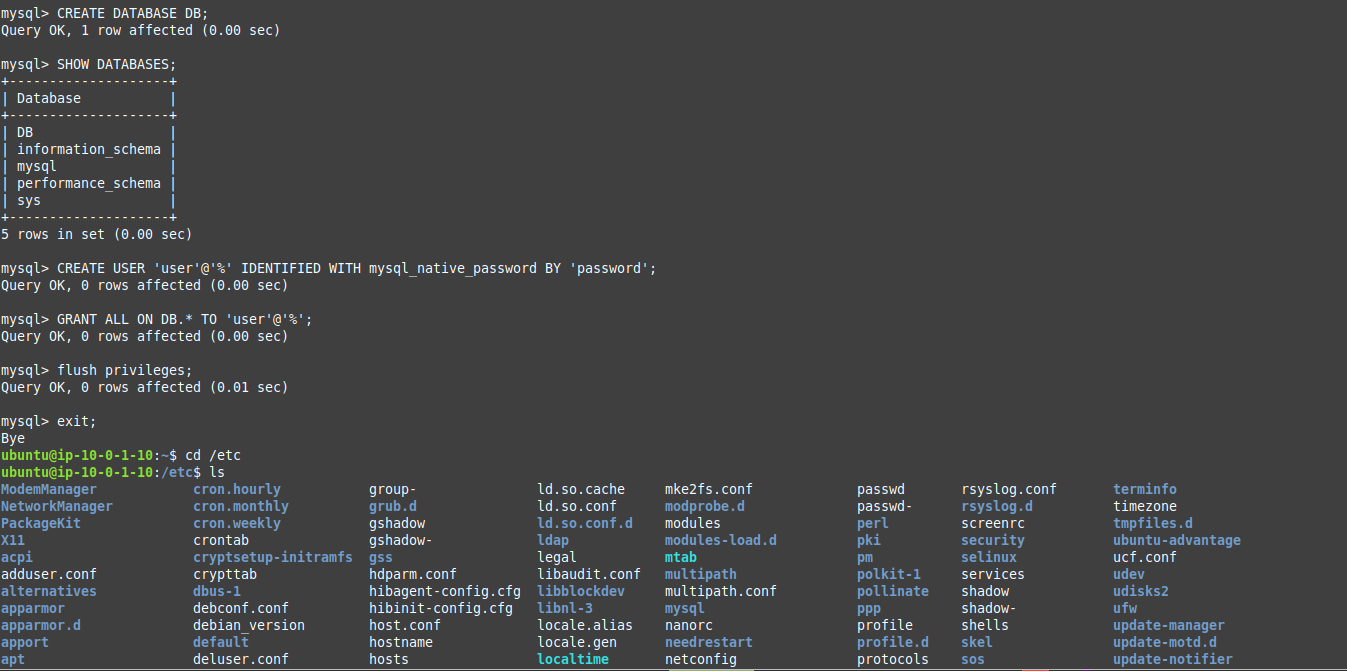 mysql> CREATE DATABASE DB;
Query OK, 1 row affected (0.00 sec)
mysql> SHOW DATABASES;
+--------------------+
| Database           |
+--------------------+
| DB                 |
| information_schema |
| mysql              |
| performance_schema |
| sys                |
+--------------------+
5 rows in set (0.00 sec)
mysql> CREATE USER 'user'@'%' IDENTIFIED WITH mysql_native_password BY 'password';
Query OK, 0 rows affected (0.00 sec)
mysql> GRANT ALL ON DB.* TO 'user'@'%';
Query OK, 0 rows affected (0.00 sec)
mysql> flush privileges;
Query OK, 0 rows affected (0.01 sec)
mysql> exit;
Bye
ubuntu@ip-10-0-1-10:~$ cd /etc
ubuntu@ip-10-0-1-10:/etc$ ls
ModemManager            cron.hourly           group-               ld.so.cache     mke2fs.conf             passwd       rsyslog.conf       terminfo
NetworkManager          cron.monthly          grub.d               ld.so.conf      modprobe.d              passwd-      rsyslog.d          timezone
PackageKit              cron.weekly           gshadow              ld.so.conf.d    modules                 perl         screenrc           tmpfiles.d
X11                     crontab               gshadow-             ldap            modules-load.d          pki          security           ubuntu-advantage
acpi                    cryptsetup-initramfs  gss                  legal           mtab                    pm           selinux            ucf.conf
adduser.conf            crypttab              hdparm.conf          libaudit.conf   multipath               polkit-1     services           udev
alternatives            dbus-1                hibagent-config.cfg  libblockdev     multipath.conf          pollinate    shadow             udisks2
apparmor                debconf.conf          hibinit-config.cfg   libnl-3         mysql                   ppp          shadow-            ufw
apparmor.d              debian_version        host.conf            locale.alias    nanorc                  profile      shells             update-manager
apport                  default               hostname             locale.gen      needrestart             profile.d    skel               update-motd.d
apt                     deluser.conf          hosts                localtime       netconfig               protocols    sos                update-notifier